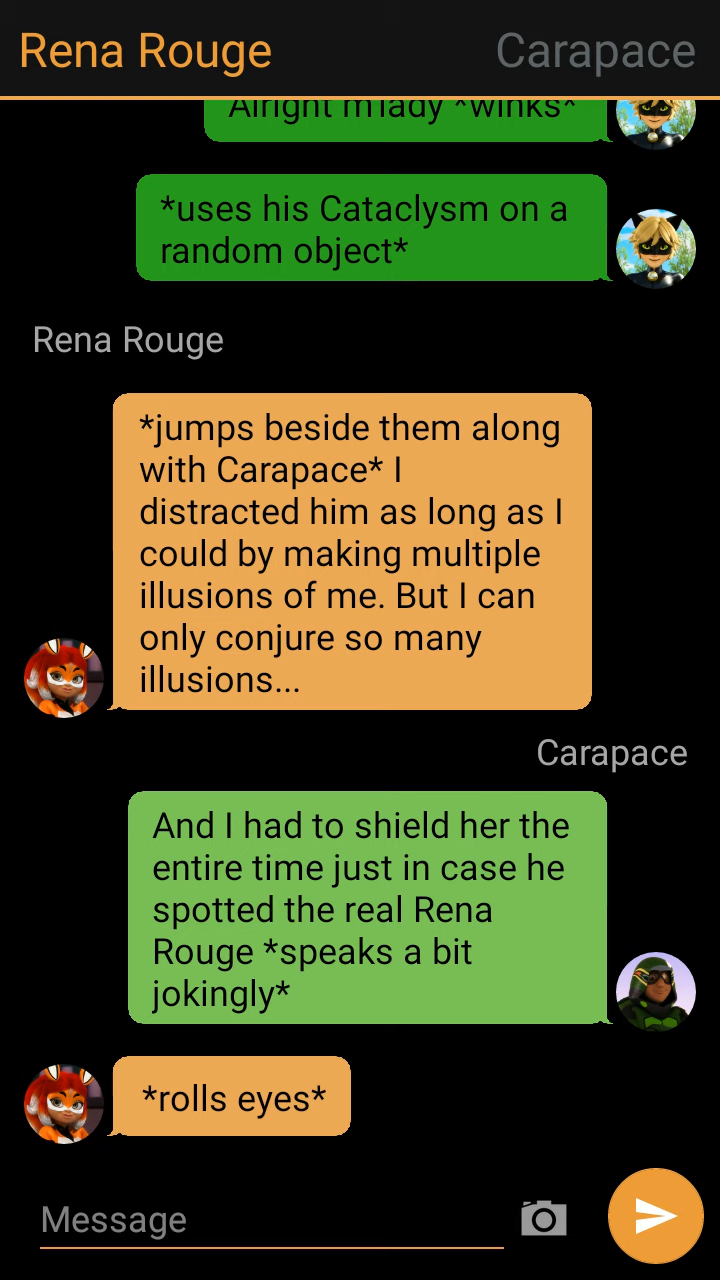 Rena Rouge
Carapace
Alright m'lady *winks*
*uses his Cataclysm on a
random object*
Rena Rouge
*jumps beside them along
with Carapace* I
distracted him as long as I
could by making multiple
illusions of me. But I can
only conjure so many
illusions...
Carapace
And I had to shield her the
entire time just in case he
spotted the real Rena
Rouge *speaks a bit
jokingly*
*rolls eyes*
Message